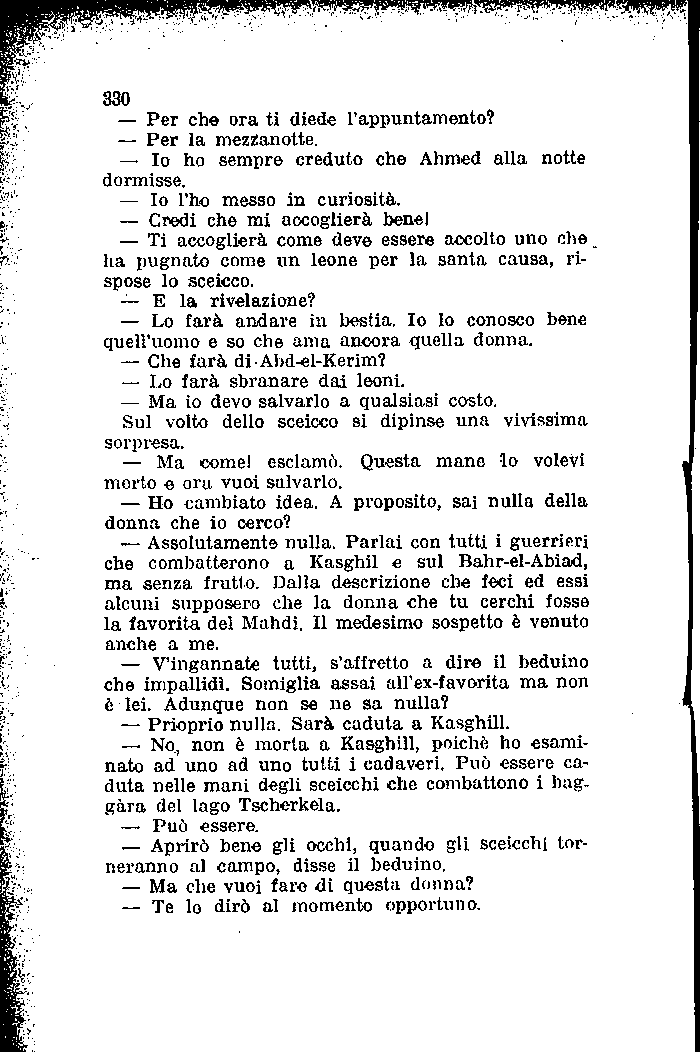 330
— Per che ora ti diede l'appuntamento?
— Per la mezzanotte.
— Io ho sempre creduto che Ahmed alla notte
dormisse.
— Io l'ho messo in curiosità.
— Credi che mi accoglierà bene!
— Ti accoglierà come deve essere accolto uno che
ha pugnato come un leone per la santa causa, ri-
spose lo sceicco.
— E la rivelazione?
— Lo farà andare in bestia. Io lo conosco bene
quell'uomo e so che ama ancora quella donna.
— Che farà di Abd-el-Kerim?
— Lo farà sbranare dai leoni.
— Ma io devo salvarlo a qualsiasi costo.
Sul volto dello sceicco si dipinse una vivissima
sorpresa.
— Ma come! esclamò. Questa mane lo volevi
morto e ora vuoi salvarlo.
— Ho cambiato idea. A proposito, sai nulla della
donna che io cerco?
— Assolutamente nulla. Parlai con tutti i guerrieri
che combatterono a Kasghil e sul Bahr-el-Abiad,
ma senza frutto. Dalla descrizione che feci ed essi
alcuni supposero che la donna che tu cerchi fosse
la favorita del Mahdi. Il medesimo sospetto è venuto
anche a me.
— V'ingannate tutti, s'affretto a dire il beduino
che impallidì. Somiglia assai all'ex-favorita ma non
è lei. Adunque non se ne sa nulla?
— Prioprio nulla. Sarà caduta a Kasghill.
— No, non è morta a Kasghill, poichè ho esami-
nato ad uno ad uno tutti i cadaveri. Può essere ca-
duta nelle mani degli sceicchi che combattono i bag-
gàra del lago Tscherkela.
— Può essere.
— Aprirò bene gli occhi, quando gli sceicchi tor-
neranno al campo, disse il beduino.
— Ma che vuoi fare di questa donna?
— Te lo dirò al momento opportuno.